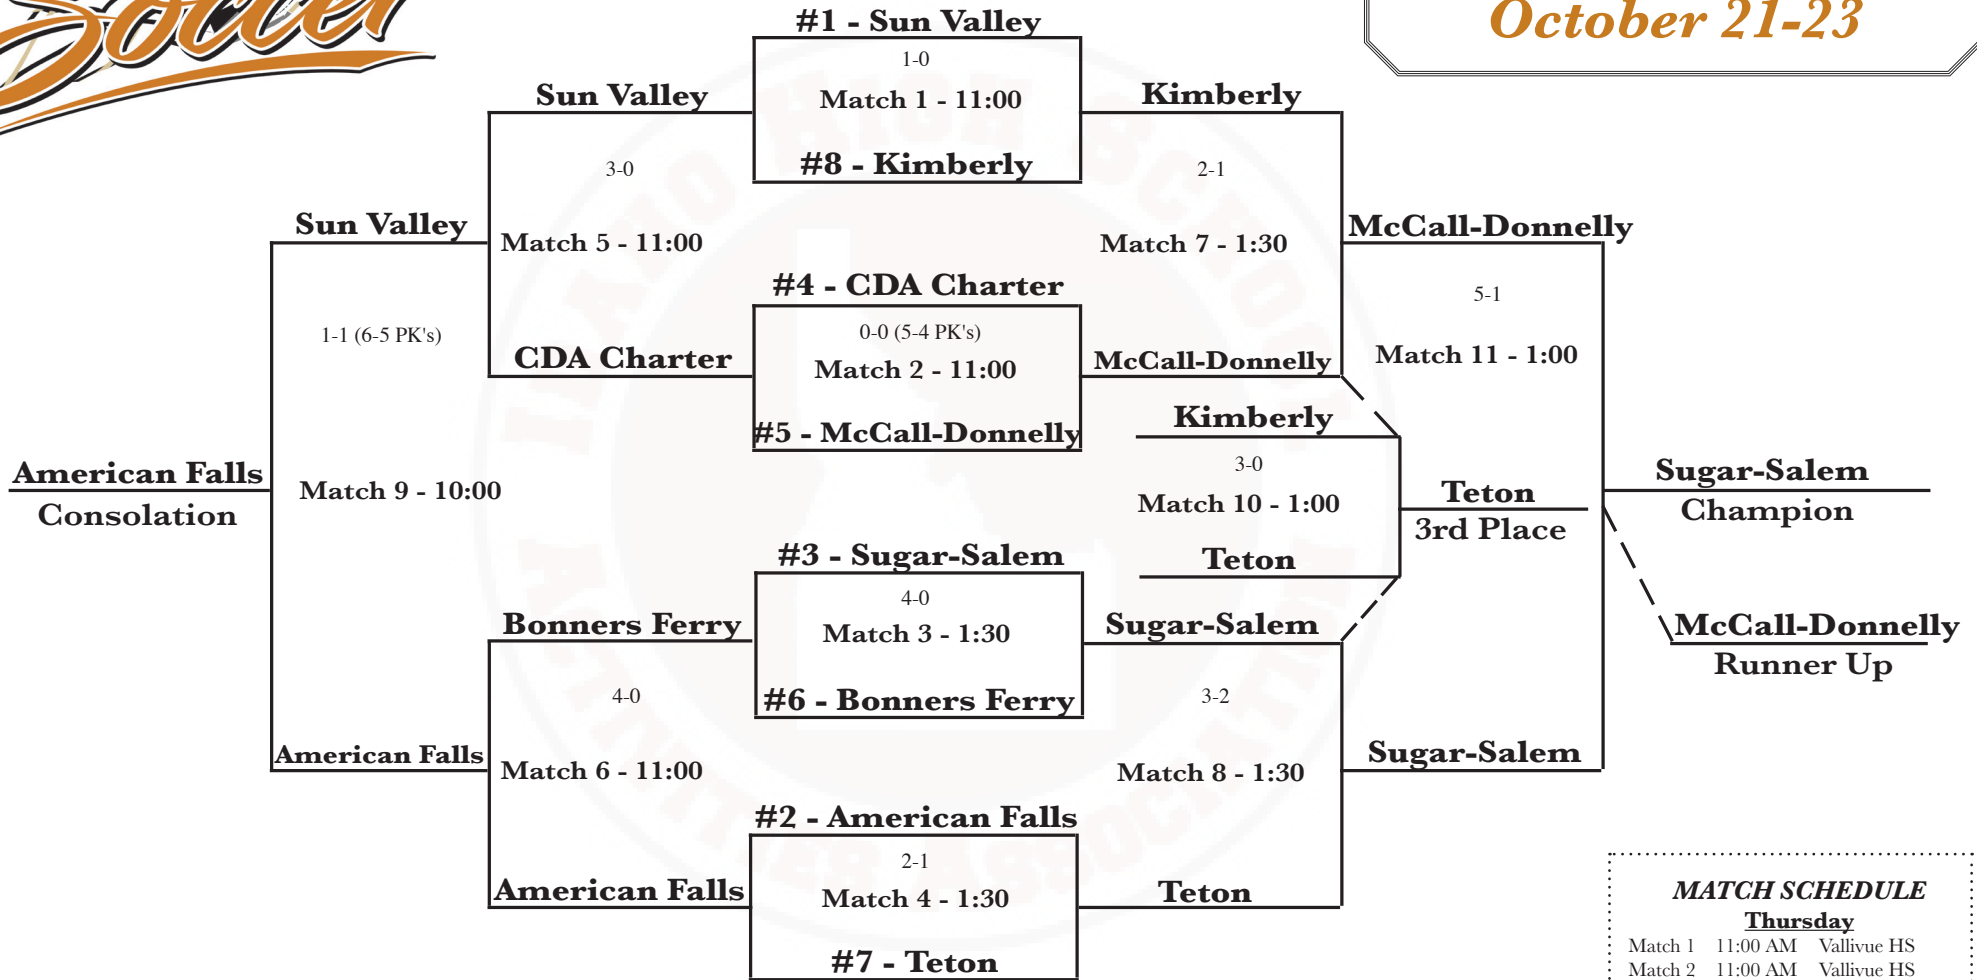 Soccer
October 21-23
#1 - Sun Valley
1-0
Match 1 - 11:00
#8 - Kimberly
Sun Valley
3-0
Match 5 - 11:00
CDA Charter
Kimberly
2-1
Match 7 - 1:30
McCall-Donnelly
#4 - CDA Charter
0-0 (5-4 PK's)
Match 2 - 11:00
#5 - McCall-Donnelly
Sun Valley
1-1 (6-5 PK's)
Match 9 - 10:00
American Falls
American Falls
Consolation
McCall-Donnelly
5-1
Match 11 - 1:00
Sugar-Salem
Kimberly
3-0
Match 10 - 1:00
Teton
Teton
3rd Place
Sugar-Salem
Champion
McCall-Donnelly
Runner Up
#3 - Sugar-Salem
4-0
Match 3 - 1:30
#6 - Bonners Ferry
Bonners Ferry
4-0
Match 6 - 11:00
American Falls
Sugar-Salem
3-2
Match 8 - 1:30
Teton
#2 - American Falls
2-1
Match 4 - 1:30
#7 - Teton
MATCH SCHEDULE
Thursday
Match 1 11:00 AM Vallivue HS
Match 2 11:00 AM Vallivue HS
IDAHO HIGH SCHOOL
ACTIVITIES ASSOCIATION